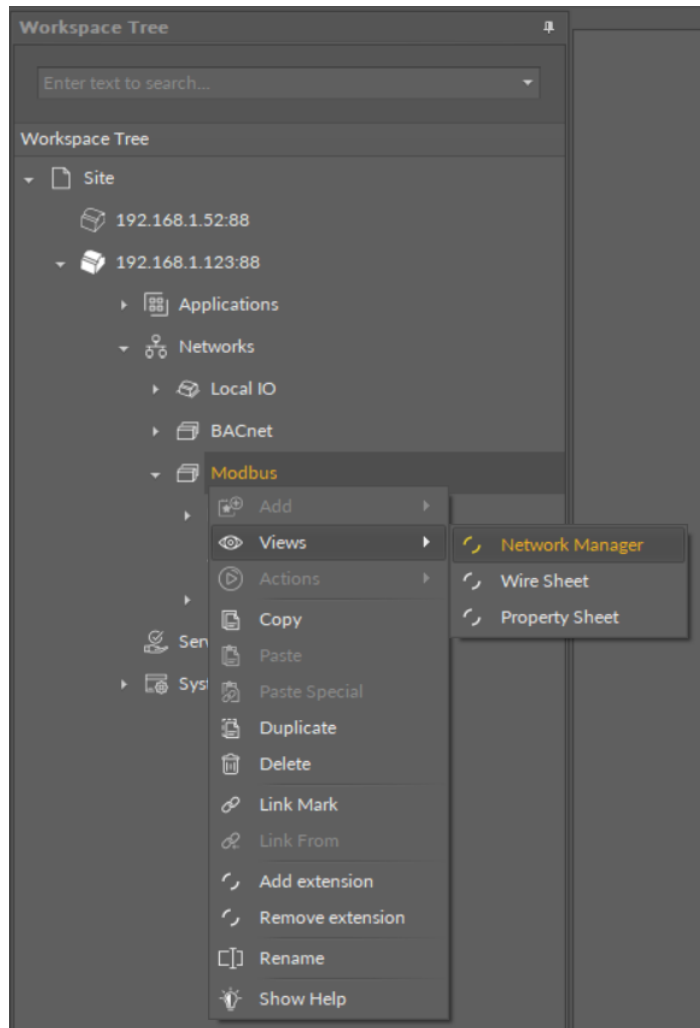 Workspace Tree
Enter text to search...
Workspace Tree
Site
192.168.1.52:88
192.168.1.123:88
Applications
Networks
Local IO
BACnet
Modbus
Add
Views
Network Manager
Actions
Wire Sheet
Copy
Property Sheet
Serv
Paste
Syst
Paste Special
Duplicate
Delete
Link Mark
Link From
Add extension
Remove extension
Rename
Show Help